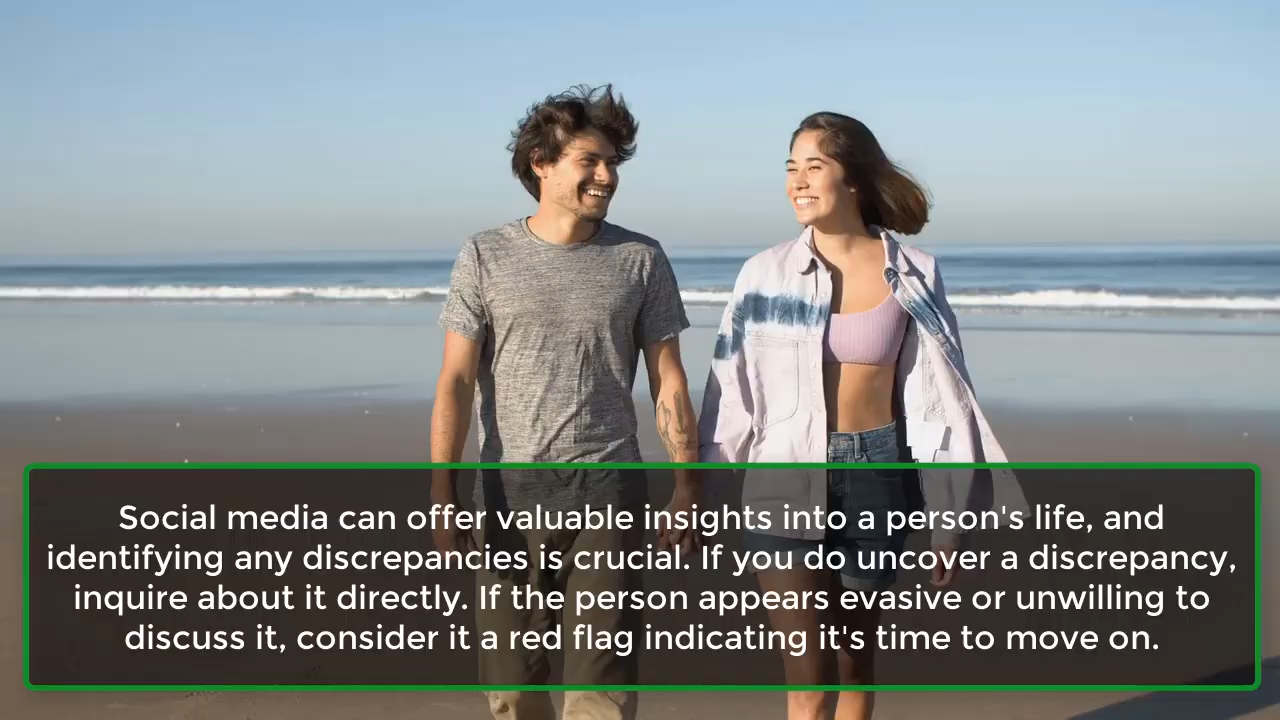 Social media can offer valuable insights into a person's life, and
identifying any discrepancies is crucial. If you do uncover a discrepancy,
inquire about it directly. If the person appears evasive or unwilling to
discuss it, consider it a red flag indicating it's time to move on.